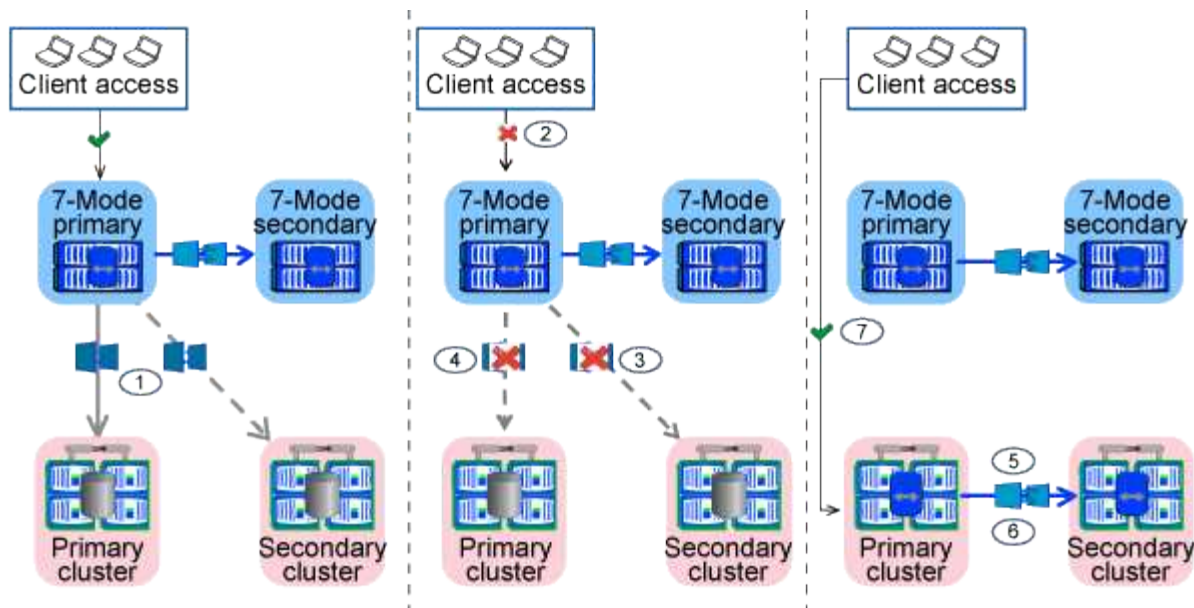 Client access
7-Mode
primary
7-Mode
secondary
1
Primary
cluster
Secondary
cluster
Client access
2
7-Mode
primary
7-Mode
secondary
4
3
Primary
cluster
Secondary
cluster
Client access
7-Mode
primary
7-Mode
secondary
7
5
6
Primary
cluster
Secondary
cluster